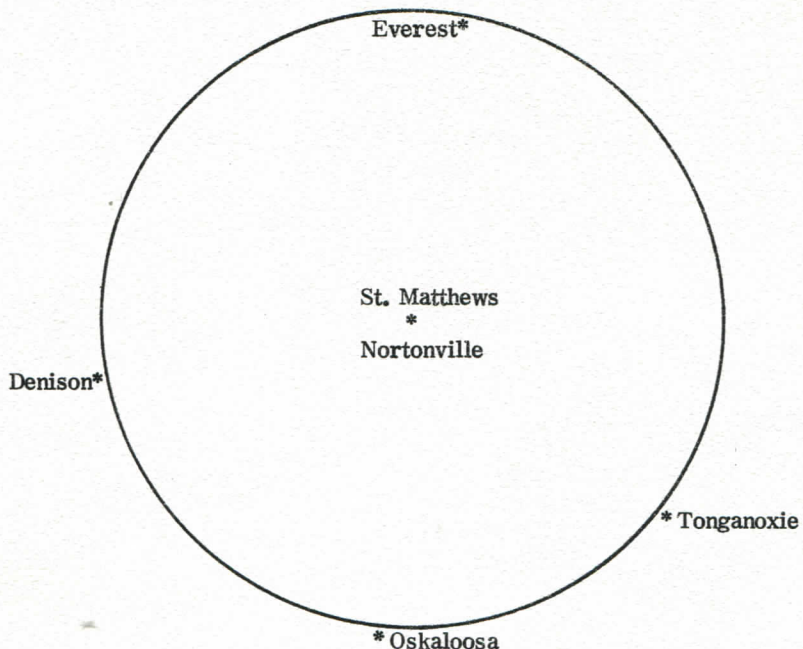 Everest*
St. Matthews
*
Nortonville
Denison*
* Tonganoxie
* Oskaloosa